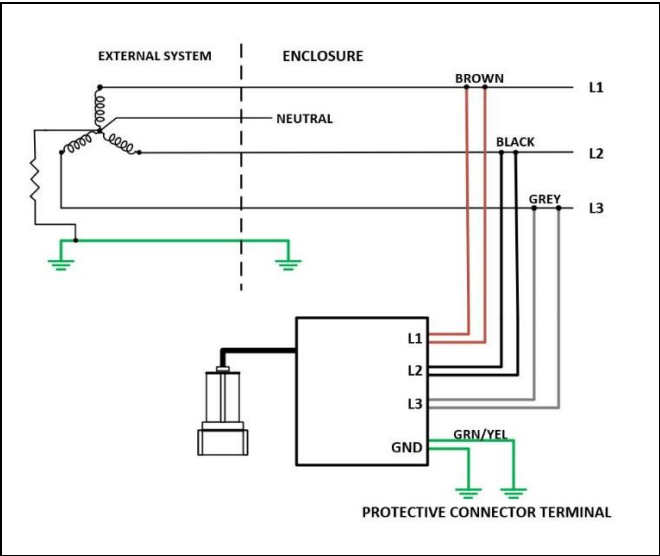 EXTERNAL SYSTEM
ENCLOSURE
BROWN
L1
NEUTRAL
BLACK
L2
GREY
L3
L1
L2
L3
GND
GRN/YEL
PROTECTIVE CONNECTOR TERMINAL